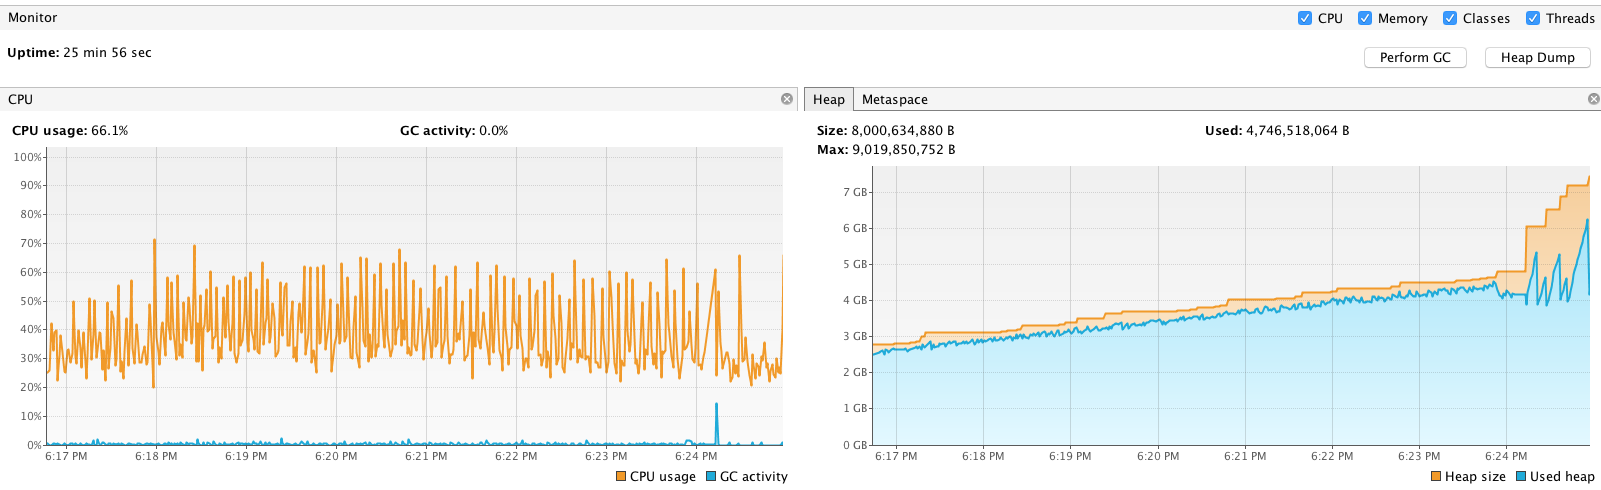 Monitor
CPU Memory Classes Threads
Uptime: 25 min 56 sec
Perform GC Heap Dump
CPU
CPU usage: 66.1% GC activity: 0.0%
100%
90%
80%
70%
60%
50%
40%
30%
20%
10%
0%
6:17 PM 6:18 PM 6:19 PM 6:20 PM 6:21 PM 6:22 PM 6:23 PM 6:24 PM
CPU usage GC activity
Heap Metaspace
Size: 8,000,634,880 B Used: 4,746,518,064 B
Max: 9,019,850,752 B
7 GB
6 GB
5 GB
4 GB
3 GB
2 GB
1 GB
0 GB
6:17 PM 6:18 PM 6:19 PM 6:20 PM 6:21 PM 6:22 PM 6:23 PM 6:24 PM
Heap size Used heap